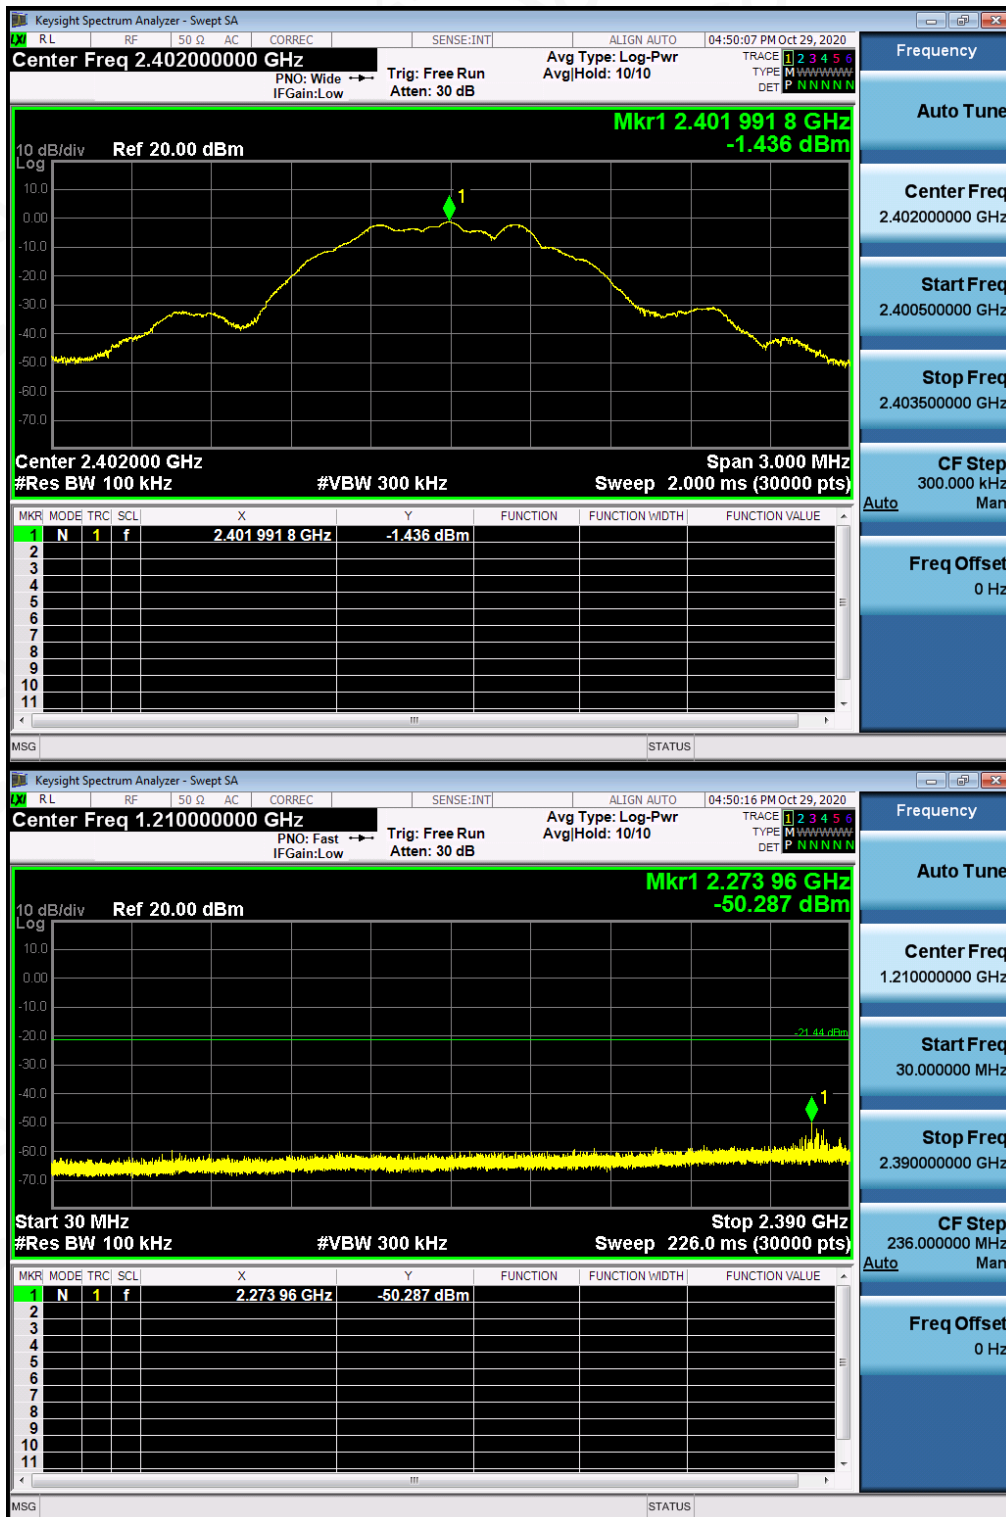 Keysight Spectrum Analyzer - Swept SA
LXI RL RF 50 Ω AC CORREC SENSE:INT ALIGN AUTO 04:50:07 PM Oct 29, 2020
Center Freq 2.402000000 GHz
PNO: Wide
IFGain:Low
Trig: Free Run
Atten: 30 dB
Avg Type: Log-Pwr
Avg|Hold: 10/10
TRACE 1 2 3 4 5 6
TYPE M W W W W W
DET P N N N N N
Mkr1 2.401 991 8 GHz
-1.436 dBm
10 dB/div Ref 20.00 dBm
Log
10.0
0.00
-10.0
-20.0
-30.0
-40.0
-50.0
-60.0
-70.0
1
Center 2.402000 GHz Span 3.000 MHz
#Res BW 100 kHz #VBW 300 kHz Sweep 2.000 ms (30000 pts)
MKR MODE TRC SCL X Y FUNCTION FUNCTION WIDTH FUNCTION VALUE
1 N 1 f 2.401 991 8 GHz -1.436 dBm
2
3
4
5
6
7
8
9
10
11
MSG STATUS
Frequency
Auto Tune
Center Freq
2.402000000 GHz
Start Freq
2.400500000 GHz
Stop Freq
2.403500000 GHz
CF Step
300.000 kHz
Auto Man
Freq Offset
0 Hz
Keysight Spectrum Analyzer - Swept SA
LXI RL RF 50 Ω AC CORREC SENSE:INT ALIGN AUTO 04:50:16 PM Oct 29, 2020
Center Freq 1.210000000 GHz
PNO: Fast
IFGain:Low
Trig: Free Run
Atten: 30 dB
Avg Type: Log-Pwr
Avg|Hold: 10/10
TRACE 1 2 3 4 5 6
TYPE M W W W W W
DET P N N N N N
Mkr1 2.273 96 GHz
-50.287 dBm
10 dB/div Ref 20.00 dBm
Log
10.0
0.00
-10.0
-20.0
-30.0
-40.0
-50.0
-60.0
-70.0
-21.44 dBm
1
Start 30 MHz Stop 2.390 GHz
#Res BW 100 kHz #VBW 300 kHz Sweep 226.0 ms (30000 pts)
MKR MODE TRC SCL X Y FUNCTION FUNCTION WIDTH FUNCTION VALUE
1 N 1 f 2.273 96 GHz -50.287 dBm
2
3
4
5
6
7
8
9
10
11
MSG STATUS
Frequency
Auto Tune
Center Freq
1.210000000 GHz
Start Freq
30.000000 MHz
Stop Freq
2.390000000 GHz
CF Step
236.000000 MHz
Auto Man
Freq Offset
0 Hz